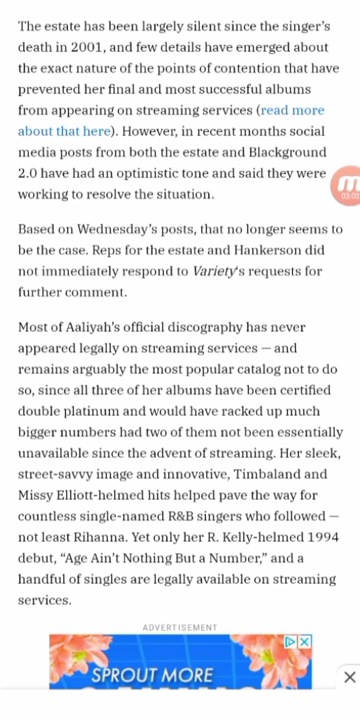 The estate has been largely silent since the singer's
death in 2001, and few details have emerged about
the exact nature of the points of contention that have
prevented her final and most successful albums
from appearing on streaming services (read more
about that here). However, in recent months social
media posts from both the estate and Blackground
2.0 have had an optimistic tone and said they were
working to resolve the situation.
03:02
Based on Wednesday's posts, that no longer seems to
be the case. Reps for the estate and Hankerson did
not immediately respond to Variety's requests for
further comment.
Most of Aaliyah's official discography has never
appeared legally on streaming services — and
remains arguably the most popular catalog not to do
so, since all three of her albums have been certified
double platinum and would have racked up much
bigger numbers had two of them not been essentially
unavailable since the advent of streaming. Her sleek,
street-savvy image and innovative, Timbaland and
Missy Elliott-helmed hits helped pave the way for
countless single-named R&B singers who followed —
not least Rihanna. Yet only her R. Kelly-helmed 1994
debut, "Age Ain't Nothing But a Number," and a
handful of singles are legally available on streaming
services.
ADVERTISEMENT
SPROUT MORE